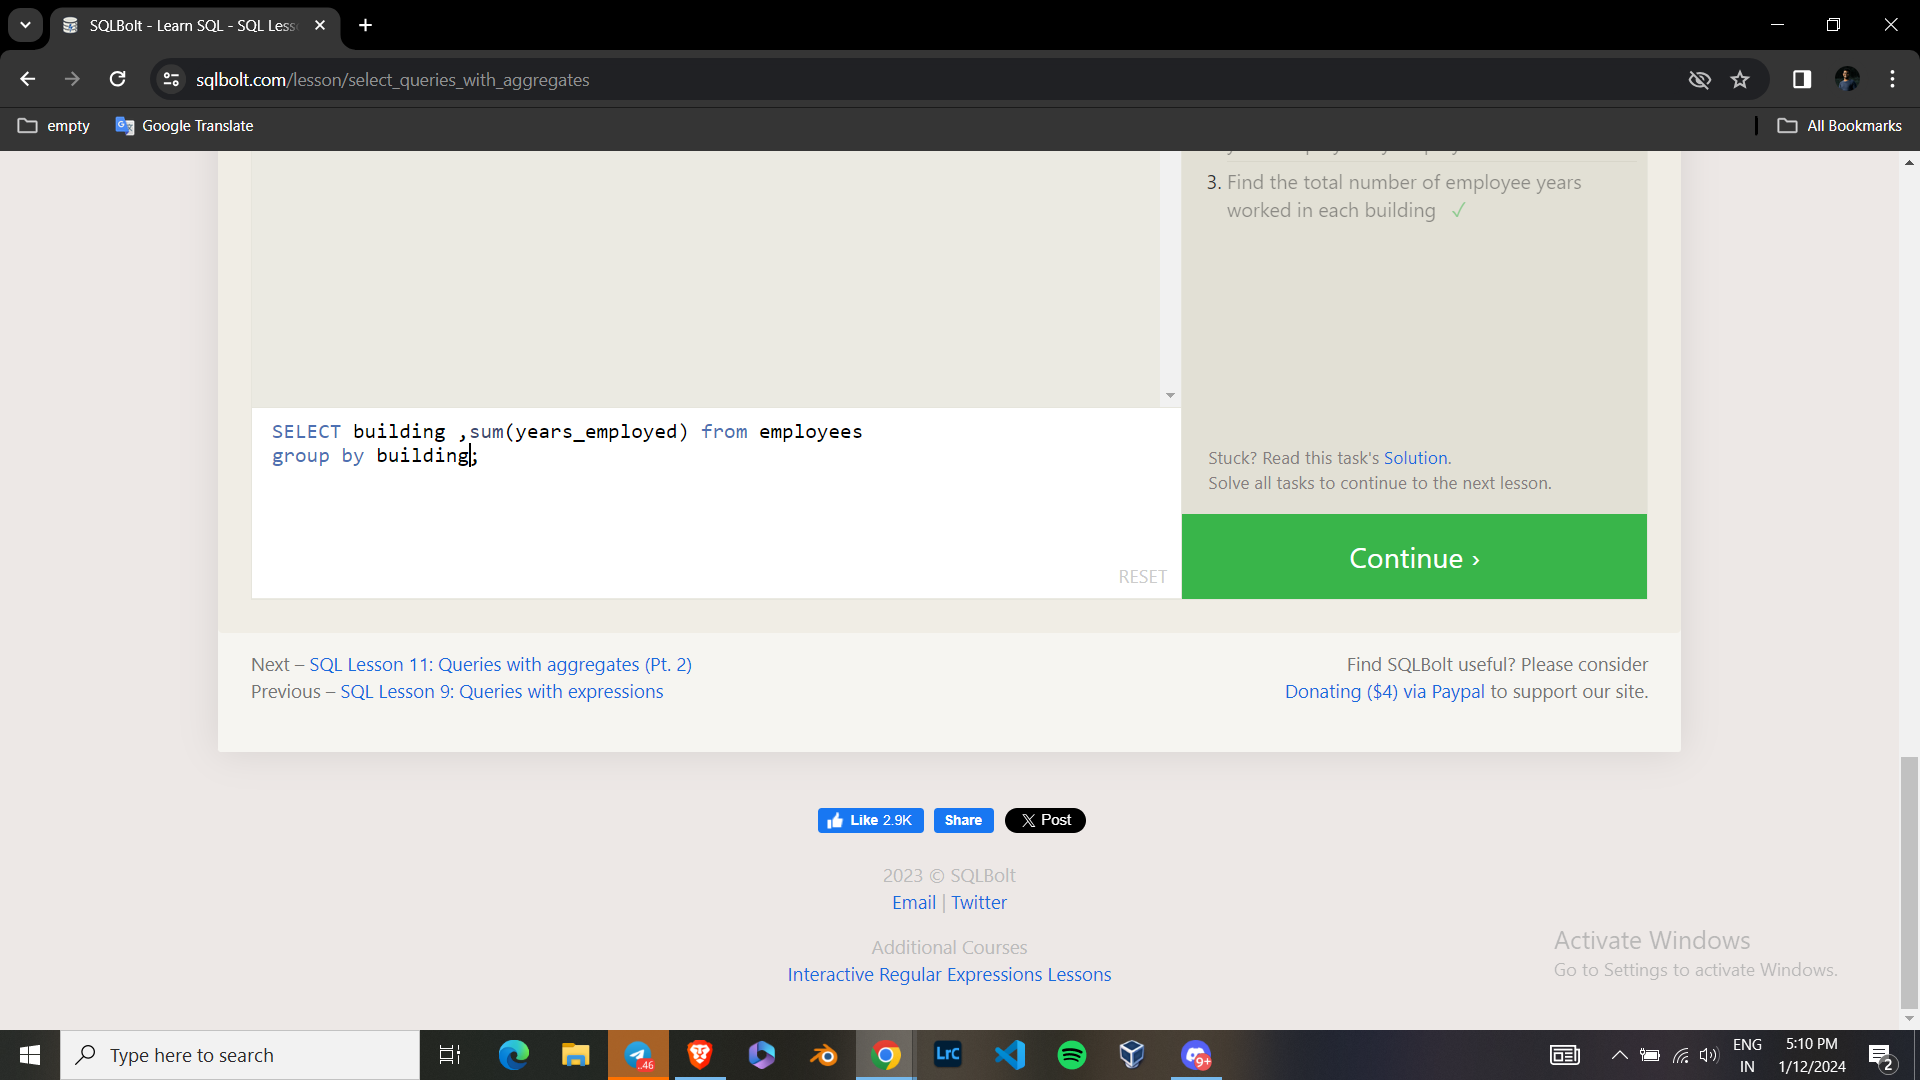 SQLBolt - Learn SQL - SQL Less
sqlbolt.com/lesson/select_queries_with_aggregates
empty
Google Translate
All Bookmarks
3. Find the total number of employee years
worked in each building ✓
SELECT building ,sum(years_employed) from employees
group by building;
RESET
Stuck? Read this task's Solution.
Solve all tasks to continue to the next lesson.
Continue ›
Next – SQL Lesson 11: Queries with aggregates (Pt. 2)
Previous – SQL Lesson 9: Queries with expressions
Find SQLBolt useful? Please consider
Donating ($4) via Paypal to support our site.
Like 2.9K
Share
X Post
2023 © SQLBolt
Email | Twitter
Additional Courses
Interactive Regular Expressions Lessons
Activate Windows
Go to Settings to activate Windows.
Type here to search
..46
LrC
9+
ENG
IN
5:10 PM
1/12/2024
2